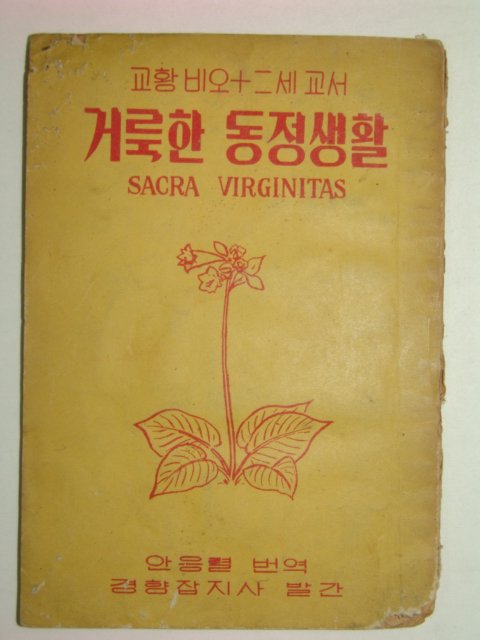 교황 비오十二세 교서
거룩한 동정생활
SACRA VIRGINITAS
안응렬 번역
경향잡지사 발간